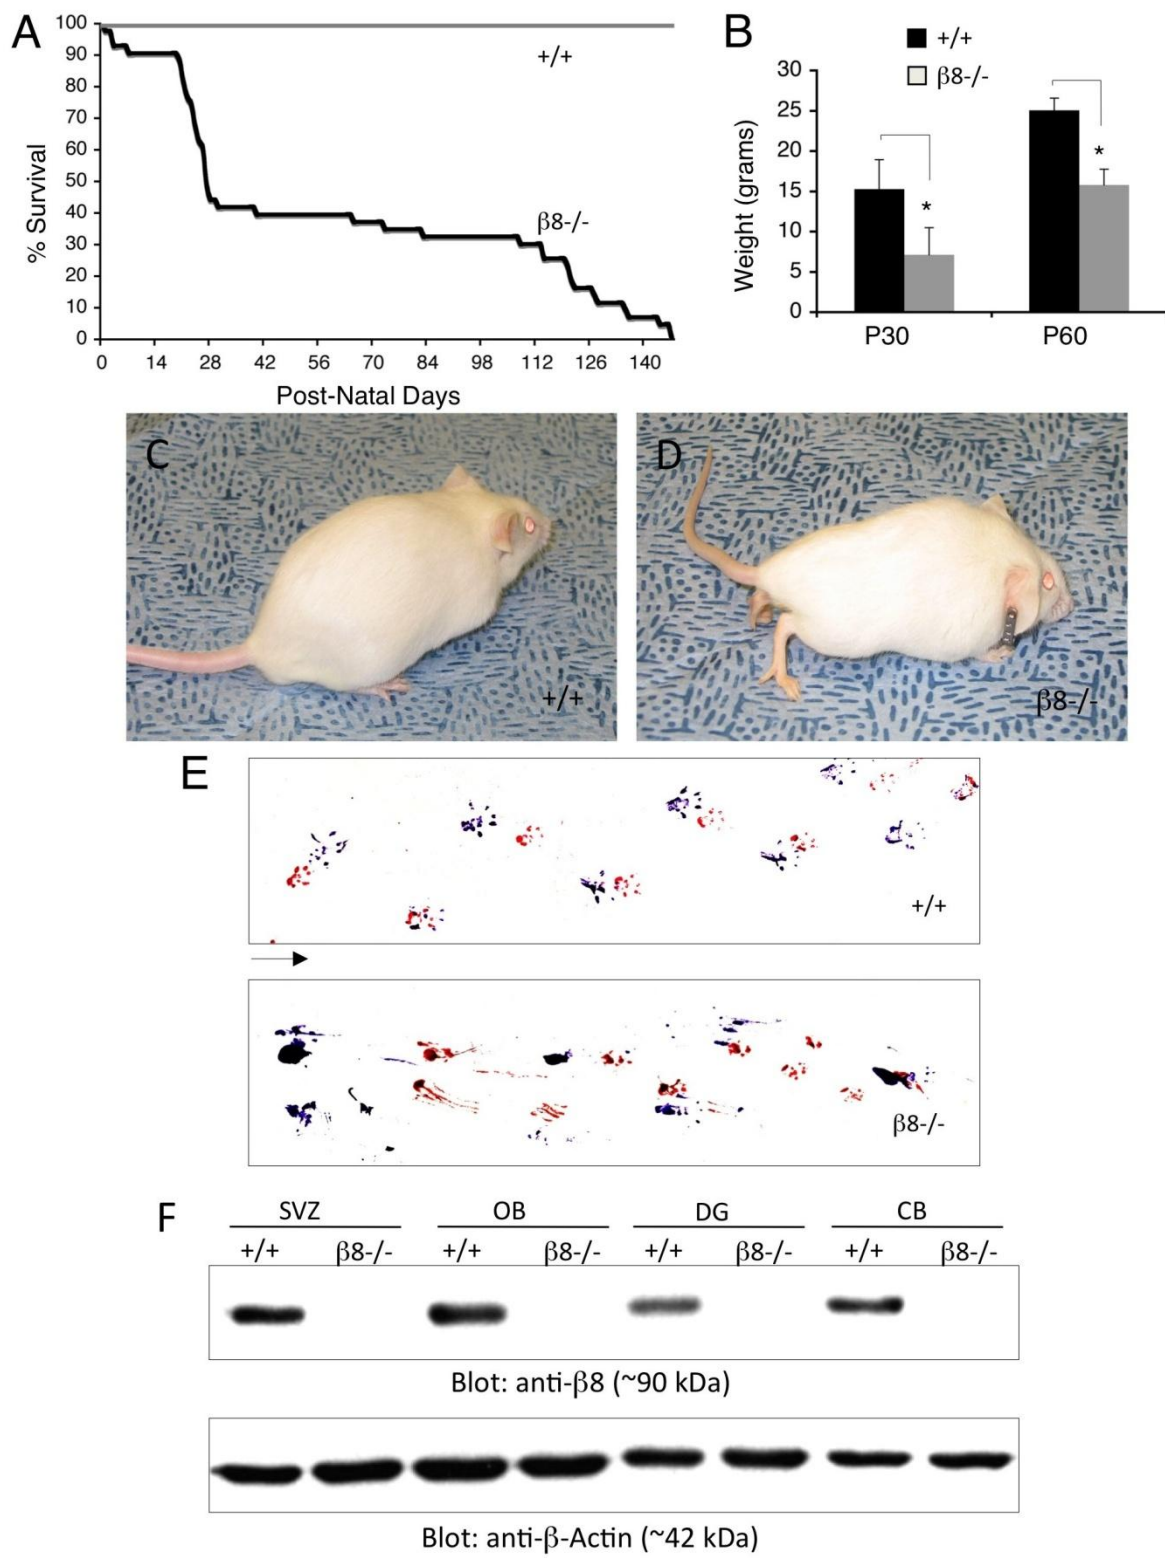 A
100
90
80
70
60
50
40
30
20
10
0
% Survival
+/+
β8-/-
0 14 28 42 56 70 84 98 112 126 140
Post-Natal Days
B
+/+
β8-/-
30
25
20
15
10
5
0
Weight (grams)
*
*
P30 P60
C
+/+
D
β8-/-
E
+/+
β8-/-
F
SVZ OB DG CB
+/+ β8-/- +/+ β8-/- +/+ β8-/- +/+ β8-/-
Blot: anti-β8 (~90 kDa)
Blot: anti-β-Actin (~42 kDa)